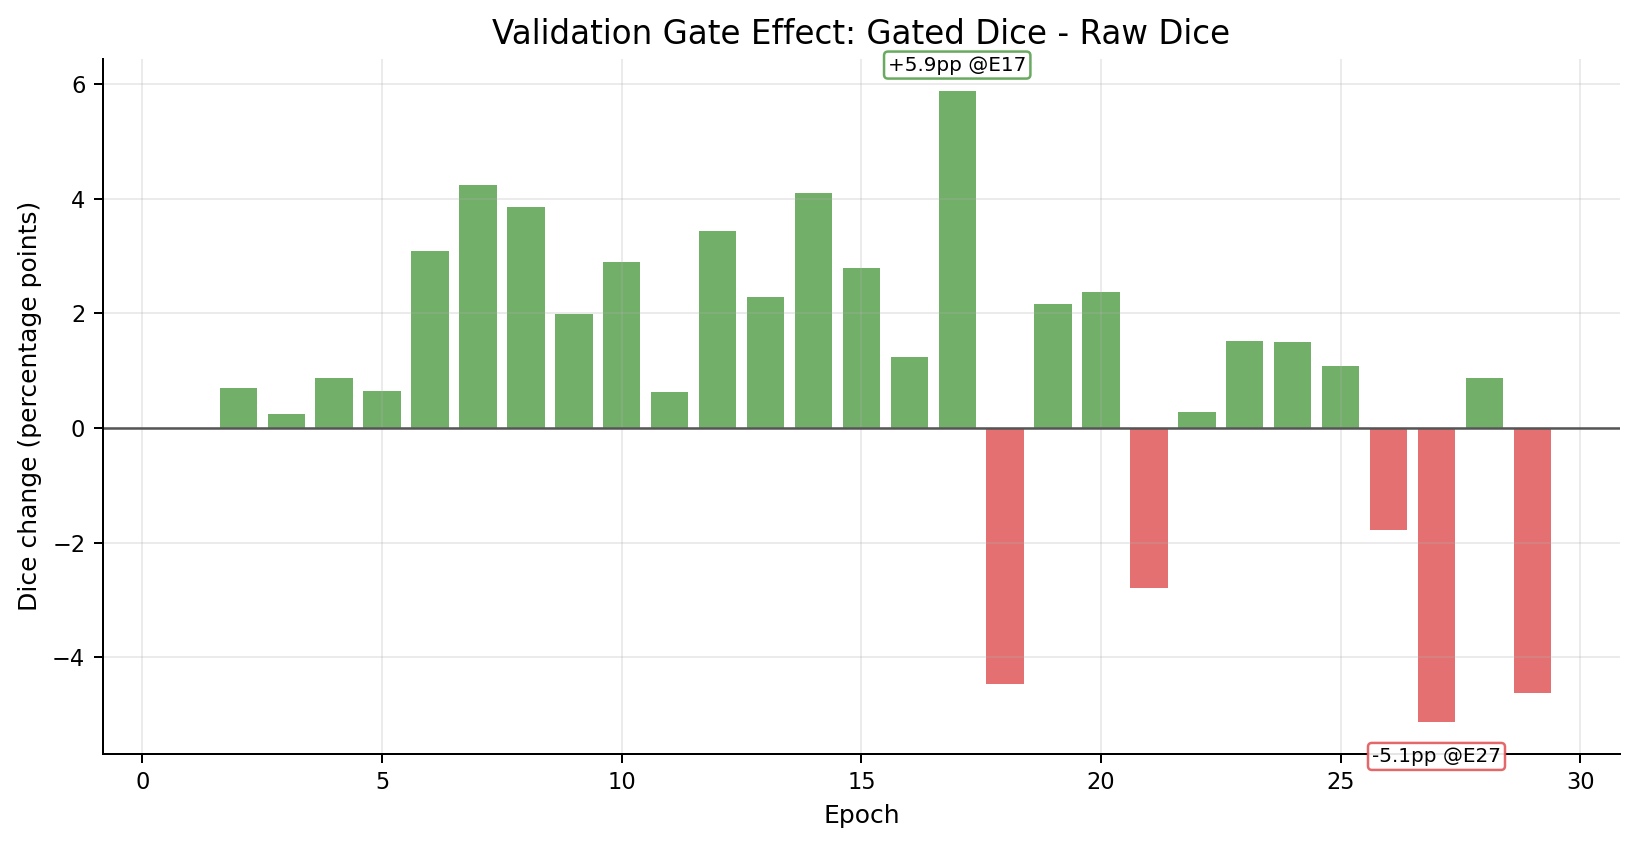 Validation Gate Effect: Gated Dice - Raw Dice
+5.9pp @E17
Dice change (percentage points)
6
4
2
0
−2
−4
-5.1pp @E27
0 5 10 15 20 25 30
Epoch